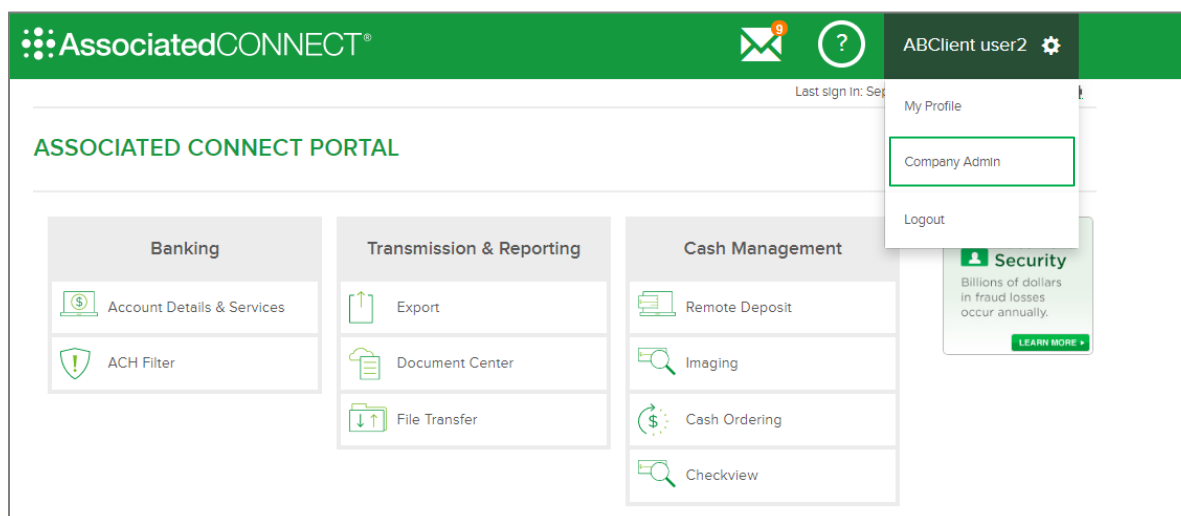 AssociatedCONNECT®
9
?
ABClient user2
Last sign in: Sep
My Profile
ASSOCIATED CONNECT PORTAL
Company Admin
Logout
Banking
Transmission & Reporting
Cash Management
Security
Billions of dollars
in fraud losses
occur annually.
LEARN MORE
Account Details & Services
Export
Remote Deposit
ACH Filter
Document Center
Imaging
File Transfer
Cash Ordering
Checkview